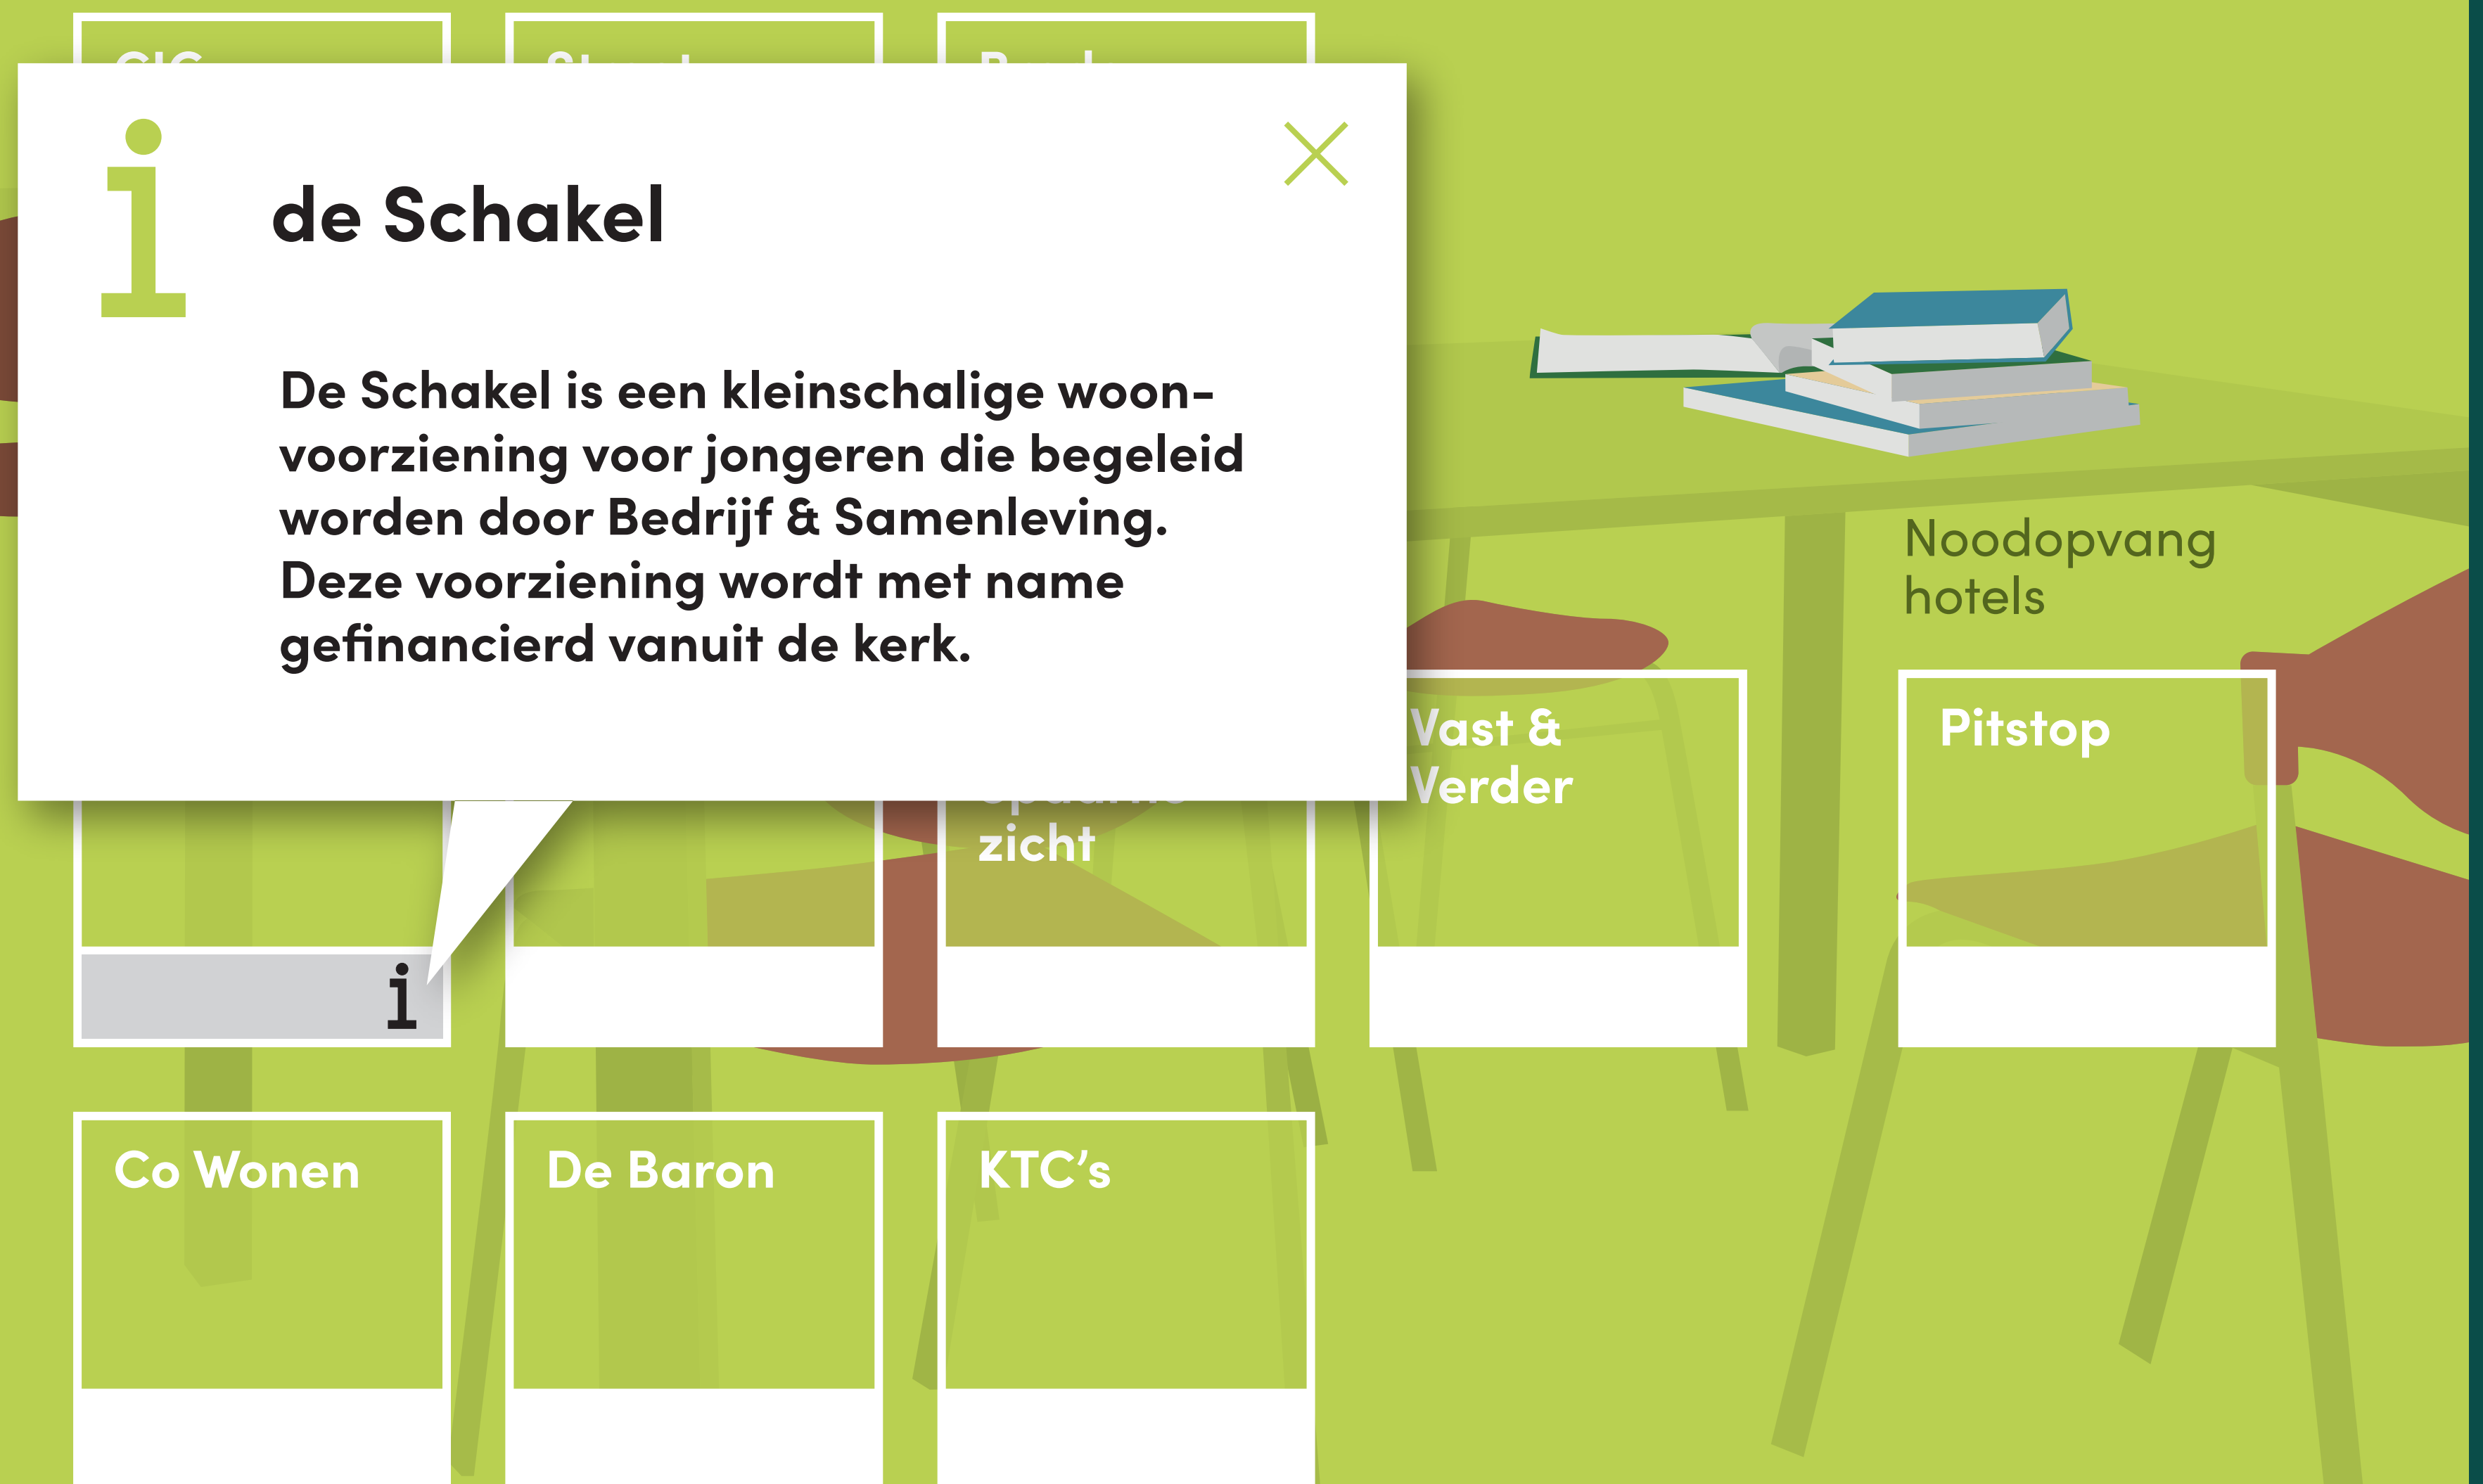 de Schakel
De Schakel is een kleinschalige woon-
voorziening voor jongeren die begeleid
worden door Bedrijf & Samenleving.
Deze voorziening wordt met name
gefinancierd vanuit de kerk.
Noodopvang
hotels
Vast &
Verder
Pitstop
zicht
i
Co Wonen
De Baron
KTC’s